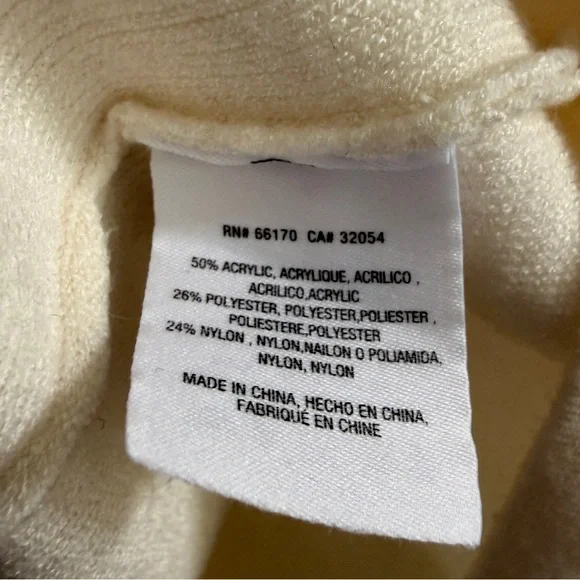 RN# 66170 CA# 32054
50% ACRYLIC, ACRYLIQUE, ACRILICO ,
ACRILICO,ACRYLIC
26% POLYESTER, POLYESTER,POLIESTER ,
POLIESTERE,POLYESTER
24% NYLON , NYLON,NAILON O POLIAMIDA,
NYLON, NYLON
MADE IN CHINA, HECHO EN CHINA,
FABRIQUÉ EN CHINE